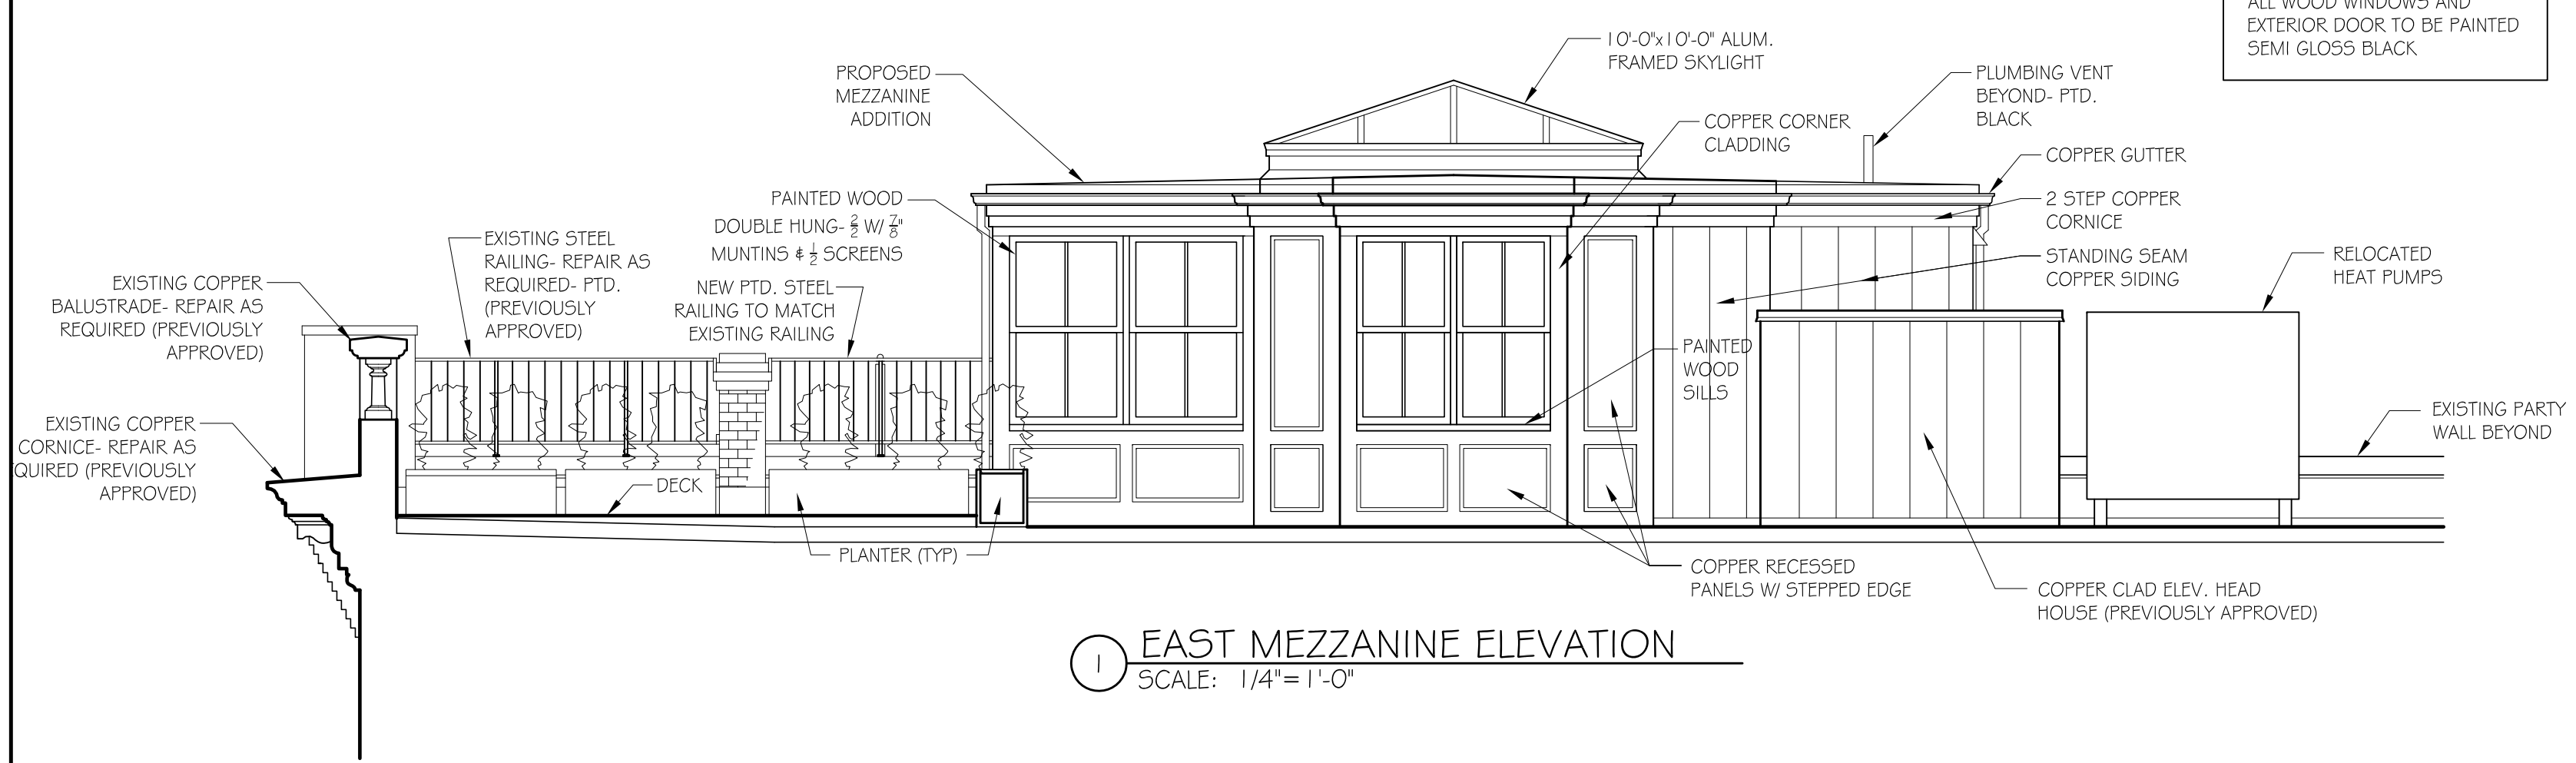 ALL WOOD WINDOWS AND
EXTERIOR DOOR TO BE PAINTED
SEMI GLOSS BLACK
10'-0"x10'-0" ALUM.
FRAMED SKYLIGHT
PROPOSED
MEZZANINE
ADDITION
PLUMBING VENT
BEYOND- PTD.
BLACK
COPPER CORNER
CLADDING
COPPER GUTTER
PAINTED WOOD
DOUBLE HUNG- 2/2 W/ 7/8"
MUNTINS & 1/2 SCREENS
2 STEP COPPER
CORNICE
EXISTING STEEL
RAILING- REPAIR AS
REQUIRED- PTD.
(PREVIOUSLY
APPROVED)
STANDING SEAM
COPPER SIDING
RELOCATED
HEAT PUMPS
EXISTING COPPER
BALUSTRADE- REPAIR AS
REQUIRED (PREVIOUSLY
APPROVED)
NEW PTD. STEEL
RAILING TO MATCH
EXISTING RAILING
PAINTED
WOOD
SILLS
EXISTING COPPER
CORNICE- REPAIR AS
QUIRED (PREVIOUSLY
APPROVED)
EXISTING PARTY
WALL BEYOND
DECK
PLANTER (TYP)
COPPER RECESSED
PANELS W/ STEPPED EDGE
COPPER CLAD ELEV. HEAD
HOUSE (PREVIOUSLY APPROVED)
1 EAST MEZZANINE ELEVATION
SCALE: 1/4"=1'-0"